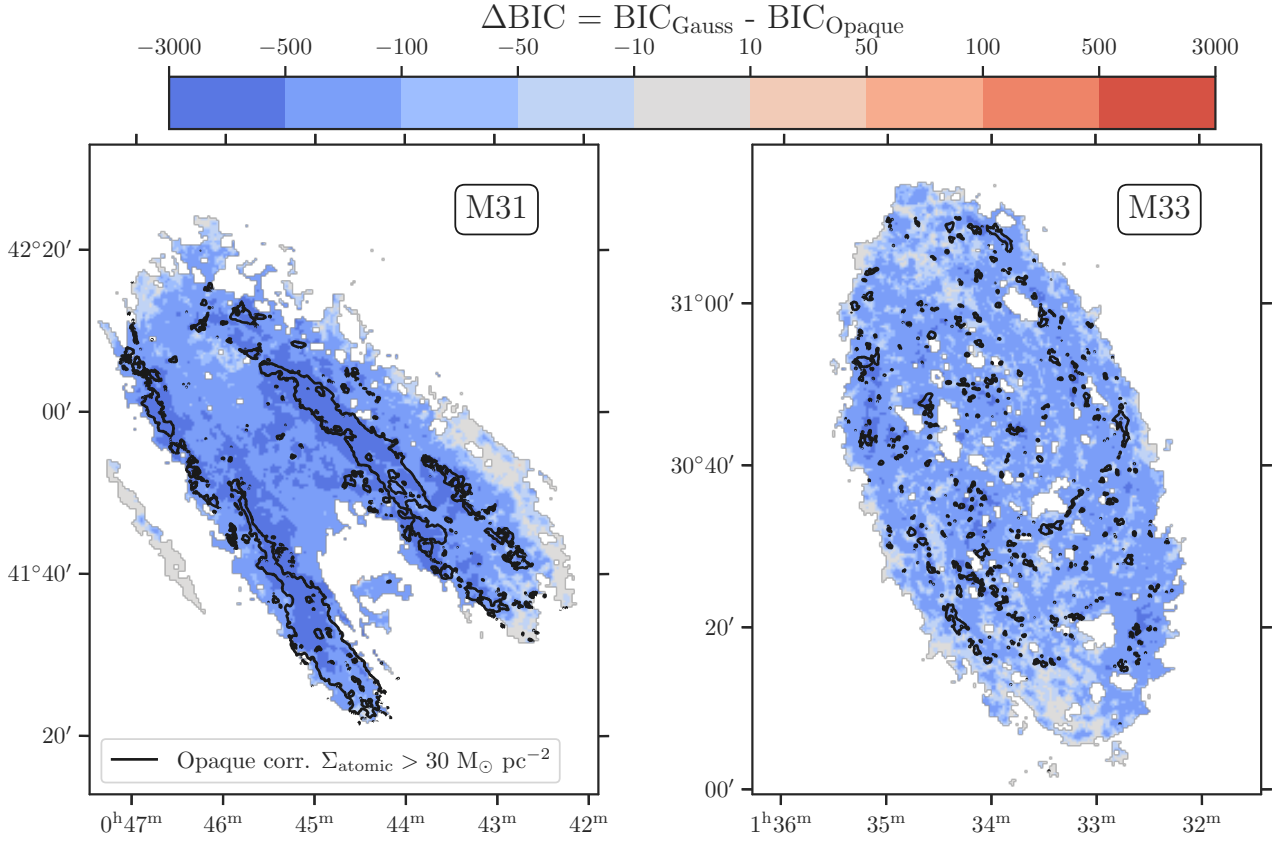 ΔBIC = BIC_Gauss - BIC_Opaque
−3000 −500 −100 −50 −10 10 50 100 500 3000
M31
M33
42°20′
00′
41°40′
20′
31°00′
30°40′
20′
00′
Opaque corr. Σ_atomic > 30 M_⊙ pc^−2
0^h47^m 46^m 45^m 44^m 43^m 42^m
1^h36^m 35^m 34^m 33^m 32^m